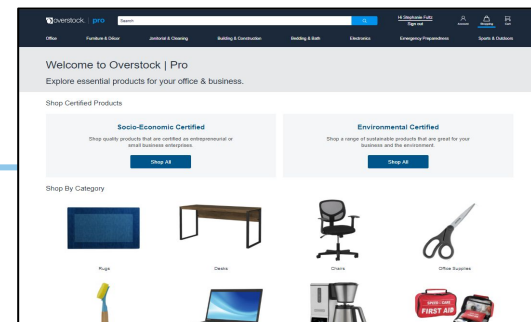 overstock. | pro
Search
Hi Stephanie Fultz
Sign out
Account
Shopping
Cart
Office
Furniture & Décor
Janitorial & Cleaning
Building & Construction
Bedding & Bath
Electronics
Emergency Preparedness
Sports & Outdoors
Welcome to Overstock | Pro
Explore essential products for your office & business.
Shop Certified Products
Socio-Economic Certified
Shop quality products that are certified as entrepreneurial or
small business enterprises.
Shop All
Environmental Certified
Shop a range of sustainable products that are great for your
business and the environment.
Shop All
Shop By Category
Rugs
Desks
Chairs
Office Supplies
FIRST AID